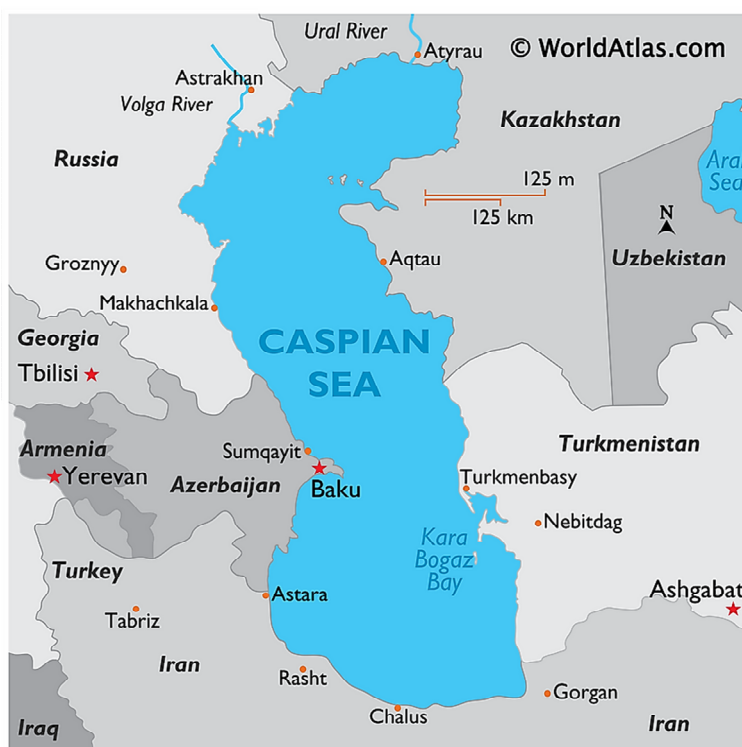 Ural River
Atyrau
© WorldAtlas.com
Astrakhan
Volga River
Kazakhstan
Russia
Aral
Sea
125 m
125 km
N
Uzbekistan
Groznyy
Aqtau
Makhachkala
Georgia
Tbilisi
CASPIAN
SEA
Armenia
Yerevan
Sumqayit
Azerbaijan
Baku
Turkmenistan
Turkmenbasy
Nebitdag
Kara
Bogaz
Bay
Turkey
Astara
Ashgabat
Tabriz
Iran
Rasht
Gorgan
Chalus
Iraq
Iran